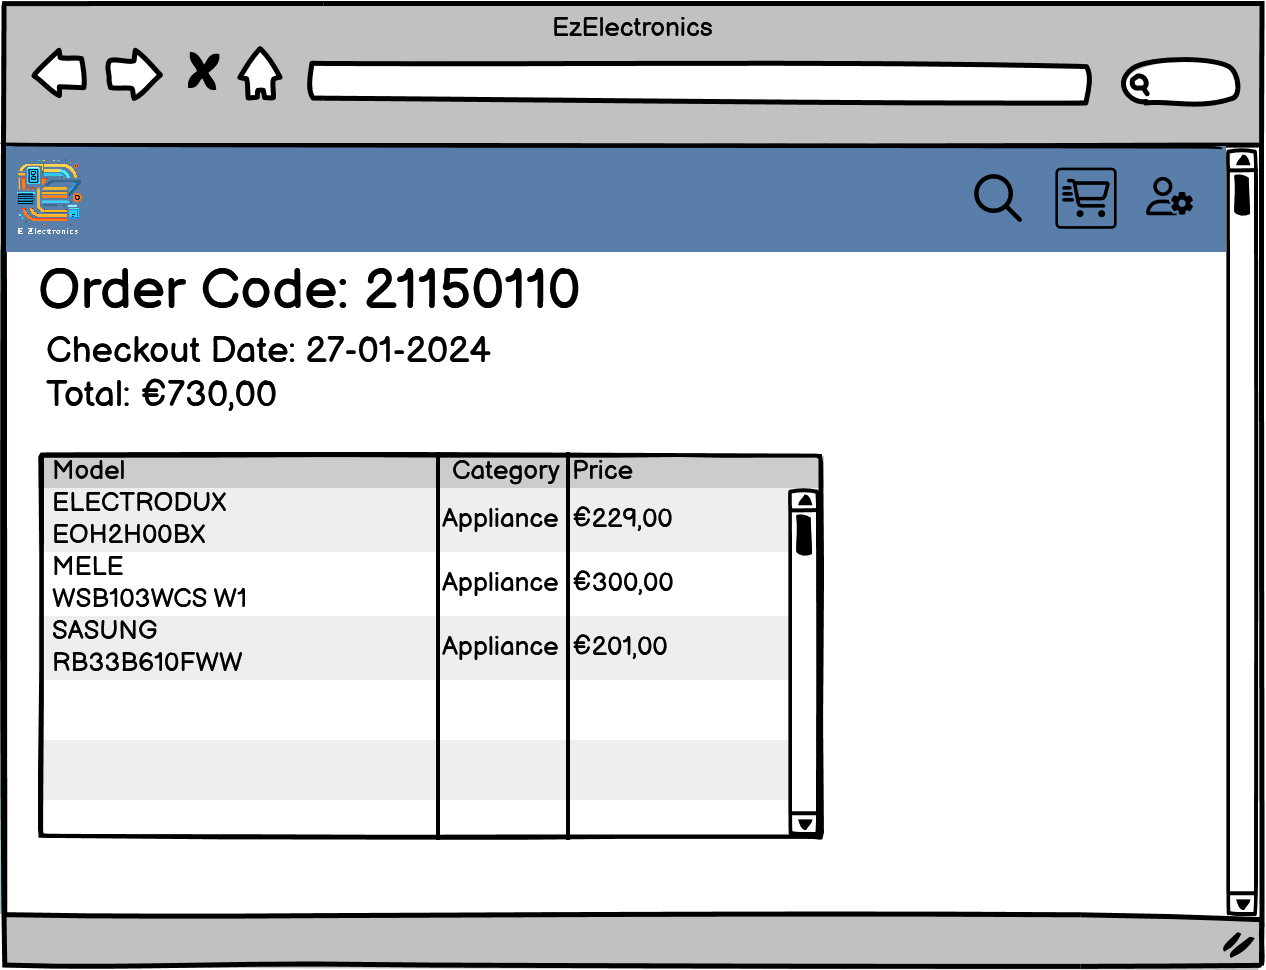 EzElectronics
E Electronics
Order Code: 21150110
Checkout Date: 27-01-2024
Total: €730,00
Model Category Price
ELECTRODUX
EOH2H00BX Appliance €229,00
MELE
WSB103WCS W1 Appliance €300,00
SASUNG
RB33B610FWW Appliance €201,00